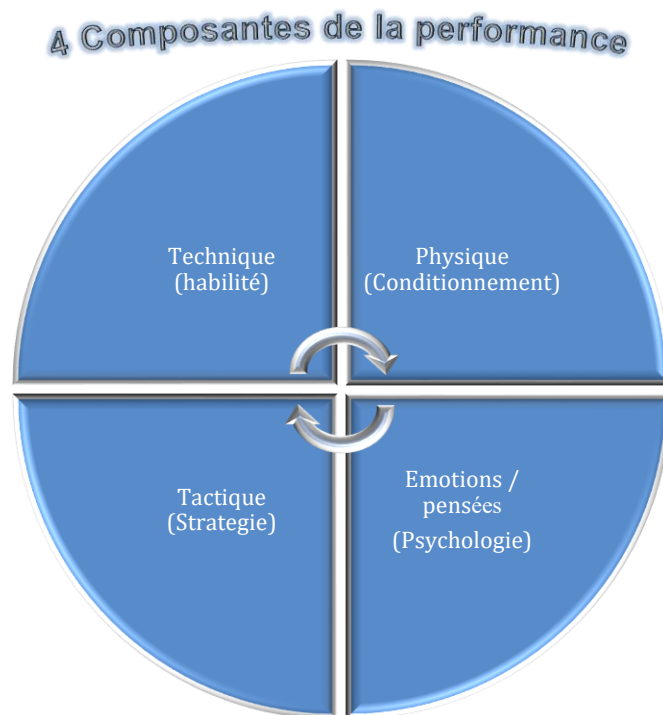 4 Composantes de la performance
Technique
(habilité)
Physique
(Conditionnement)
Tactique
(Strategie)
Emotions /
pensées
(Psychologie)